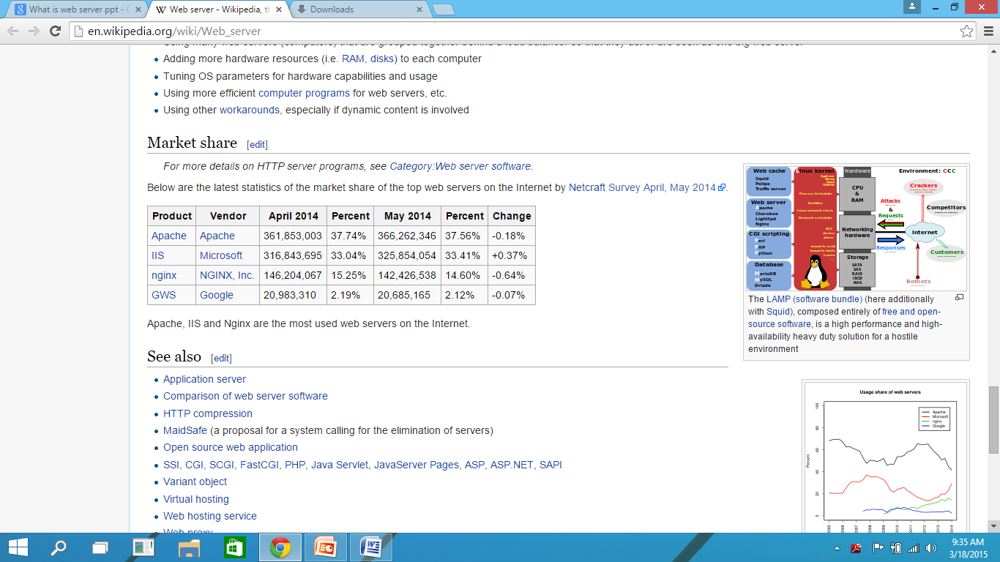 What is web server ppt - G
Web server - Wikipedia, th
Downloads
en.wikipedia.org/wiki/Web_server
Using many web servers (computers) that are grouped together behind a load balancer so that they act or are seen as one big web server
Adding more hardware resources (i.e. RAM, disks) to each computer
Tuning OS parameters for hardware capabilities and usage
Using more efficient computer programs for web servers, etc.
Using other workarounds, especially if dynamic content is involved
Market share [edit]
For more details on HTTP server programs, see Category:Web server software.
Below are the latest statistics of the market share of the top web servers on the Internet by Netcraft Survey April, May 2014.
Product Vendor April 2014 Percent May 2014 Percent Change
Apache Apache 361,853,003 37.74% 366,262,346 37.56% -0.18%
IIS Microsoft 316,843,695 33.04% 325,854,054 33.41% +0.37%
nginx NGINX, Inc. 146,204,067 15.25% 142,426,538 14.60% -0.64%
GWS Google 20,983,310 2.19% 20,685,165 2.12% -0.07%
Apache, IIS and Nginx are the most used web servers on the Internet.
See also [edit]
Application server
Comparison of web server software
HTTP compression
MaidSafe (a proposal for a system calling for the elimination of servers)
Open source web application
SSI, CGI, SCGI, FastCGI, PHP, Java Servlet, JavaServer Pages, ASP, ASP.NET, SAPI
Variant object
Virtual hosting
Web hosting service
Web proxy
Web cache
Squid
Polipo
Traffic server
Web server
Apache
Cherokee
Lighttpd
Nginx
CGI scripting
Perl
PHP
Python
Database
MariaDB
MySQL
Drizzle
Linux kernel
Process Scheduler
Netfilter
Linux network stack
Network scheduler
NIC
device
driver
Hardware
CPU
&
RAM
Networking
hardware
Storage
SATA
SAS
RAID
iSCSI
NAS
Environment: CCC
Crackers
Attacks
&
Requests
Competitors
Internet
Responses
Customers
Botnets
The LAMP (software bundle) (here additionally
with Squid), composed entirely of free and open-
source software, is a high performance and high-
availability heavy duty solution for a hostile
environment
Usage share of web servers
Apache
Microsoft
nginx
Google
Percent
100
80
60
40
20
0
2005 2006 2007 2008 2009 2010 2011 2012 2013 2014
9:35 AM
3/18/2015